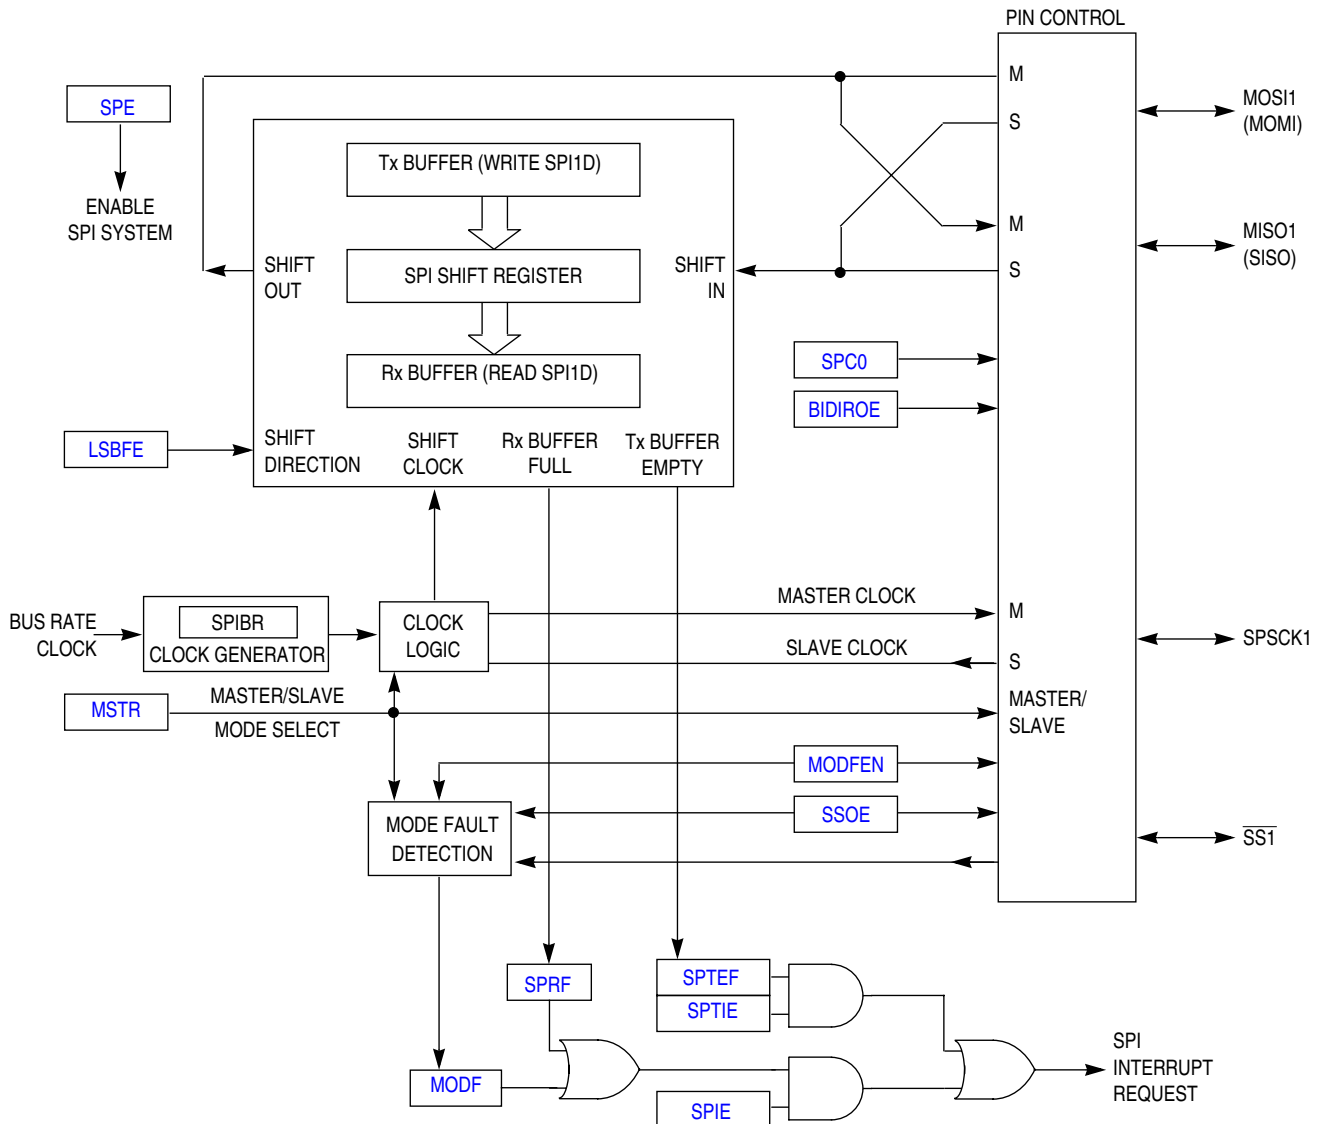 PIN CONTROL
M
S
M
S
MOSI1
(MOMI)
MISO1
(SISO)
SPE
ENABLE
SPI SYSTEM
Tx BUFFER (WRITE SPI1D)
SHIFT
OUT
SPI SHIFT REGISTER
SHIFT
IN
Rx BUFFER (READ SPI1D)
SPC0
BIDIROE
LSBFE
SHIFT
DIRECTION
SHIFT
CLOCK
Rx BUFFER
FULL
Tx BUFFER
EMPTY
BUS RATE
CLOCK
SPIBR
CLOCK GENERATOR
CLOCK
LOGIC
MASTER CLOCK
M
SLAVE CLOCK
S
SPSCK1
MSTR
MASTER/SLAVE
MODE SELECT
MASTER/
SLAVE
MODFEN
SSOE
MODE FAULT
DETECTION
SS1
SPRF
SPTEF
SPTIE
MODF
SPIE
SPI
INTERRUPT
REQUEST